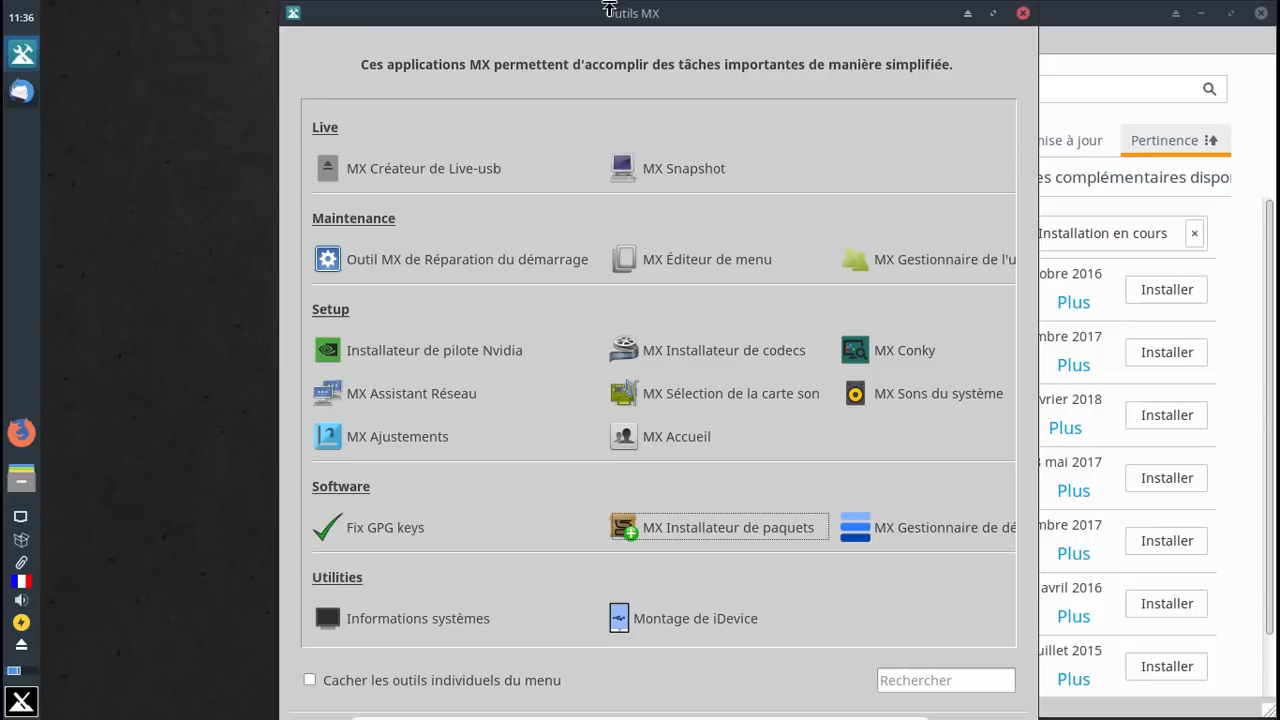 11:36
Outils MX
Ces applications MX permettent d'accomplir des tâches importantes de manière simplifiée.
Live
MX Créateur de Live-usb
MX Snapshot
Maintenance
Outil MX de Réparation du démarrage
MX Éditeur de menu
MX Gestionnaire de l'u
Setup
Installateur de pilote Nvidia
MX Installateur de codecs
MX Conky
MX Assistant Réseau
MX Sélection de la carte son
MX Sons du système
MX Ajustements
MX Accueil
Software
Fix GPG keys
MX Installateur de paquets
MX Gestionnaire de dé
Utilities
Informations systèmes
Montage de iDevice
Cacher les outils individuels du menu
Rechercher
mise à jour
Pertinence
es complémentaires dispo
Installation en cours ×
obre 2016
Plus
Installer
mbre 2017
Plus
Installer
vrier 2018
Plus
Installer
mai 2017
Plus
Installer
mbre 2017
Plus
Installer
avril 2016
Plus
Installer
uillet 2015
Plus
Installer